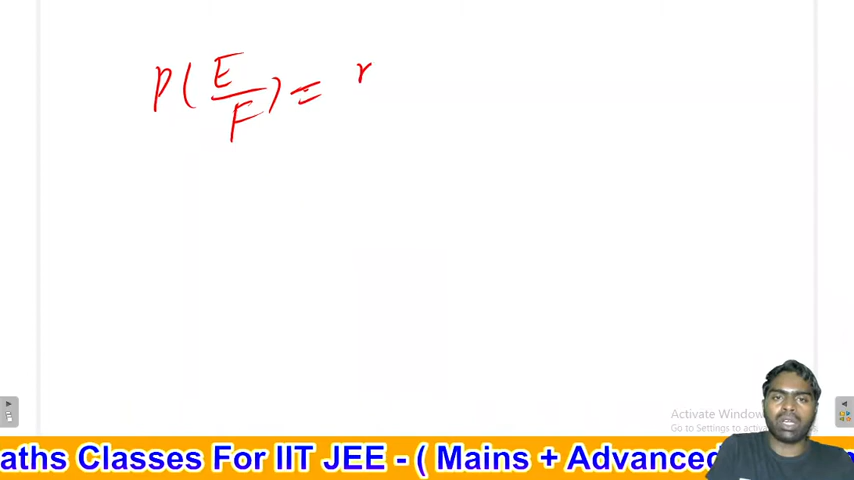 P(E/F) = r
Activate Window
Go to Settings to activ
aths Classes For IIT JEE - ( Mains + Advanced